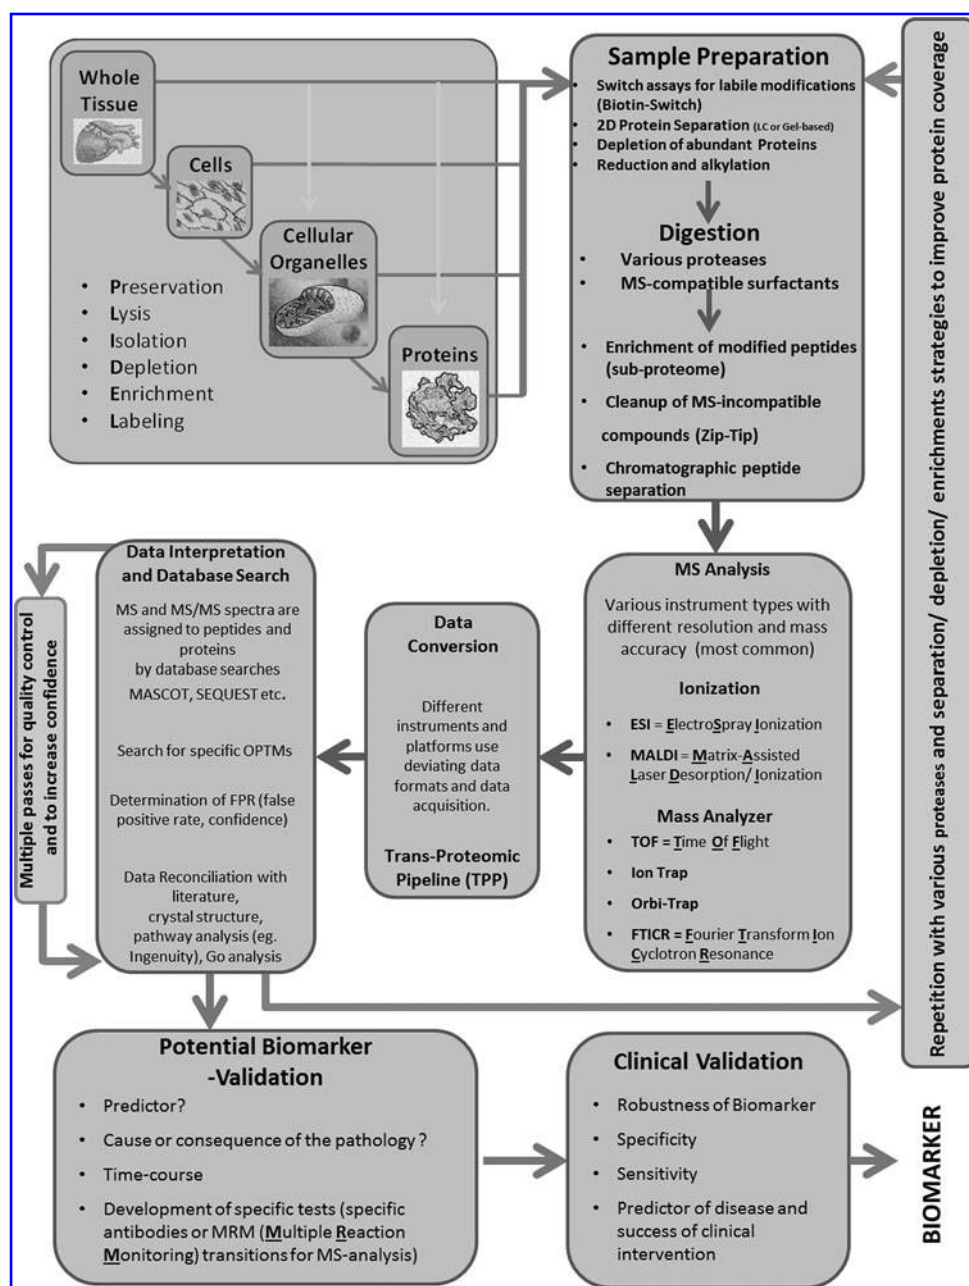 Whole
Tissue
Cells
Cellular
Organelles
Proteins
• Preservation
• Lysis
• Isolation
• Depletion
• Enrichment
• Labeling
Sample Preparation
• Switch assays for labile modifications
(Biotin-Switch)
• 2D Protein Separation (LC or Gel-based)
• Depletion of abundant Proteins
• Reduction and alkylation
Digestion
• Various proteases
• MS-compatible surfactants
• Enrichment of modified peptides
(sub-proteome)
• Cleanup of MS-incompatible
compounds (Zip-Tip)
• Chromatographic peptide
separation
Repetition with various proteases and separation/ depletion/ enrichments strategies to improve protein coverage
MS Analysis
Various instrument types with
different resolution and mass
accuracy (most common)
Ionization
• ESI = ElectroSpray Ionization
• MALDI = Matrix-Assisted
Laser Desorption/ Ionization
Mass Analyzer
• TOF = Time Of Flight
• Ion Trap
• Orbi-Trap
• FTICR = Fourier Transform Ion
Cyclotron Resonance
Data
Conversion
Different
instruments and
platforms use
deviating data
formats and data
acquisition.
Trans-Proteomic
Pipeline (TPP)
Data Interpretation
and Database Search
MS and MS/MS spectra are
assigned to peptides and
proteins
by database searches
MASCOT, SEQUEST etc.
Search for specific OPTMs
Determination of FPR (false
positive rate, confidence)
Data Reconciliation with
literature,
crystal structure,
pathway analysis (eg.
Ingenuity), Go analysis
Multiple passes for quality control
and to increase confidence
Potential Biomarker
-Validation
• Predictor?
• Cause or consequence of the pathology ?
• Time-course
• Development of specific tests (specific
antibodies or MRM (Multiple Reaction
Monitoring) transitions for MS-analysis)
Clinical Validation
• Robustness of Biomarker
• Specificity
• Sensitivity
• Predictor of disease and
success of clinical
intervention
BIOMARKER